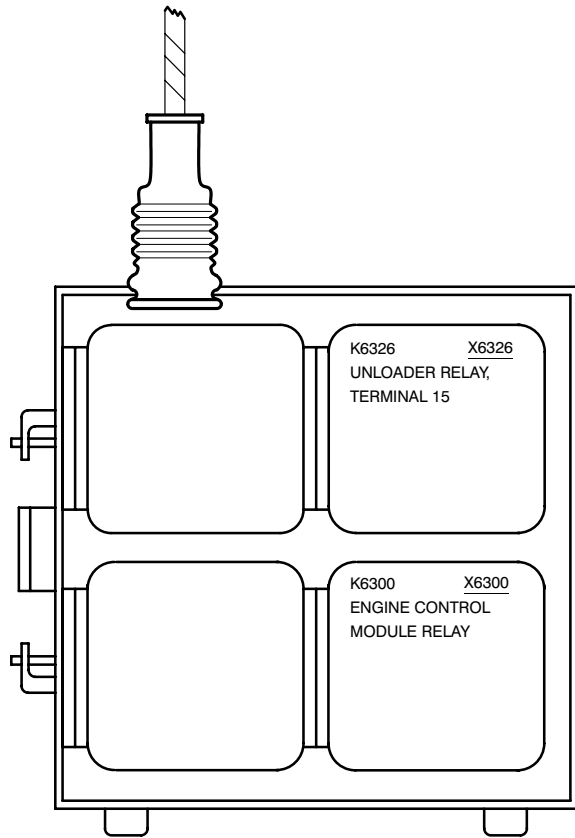 K6326 X6326
UNLOADER RELAY,
TERMINAL 15
K6300 X6300
ENGINE CONTROL
MODULE RELAY